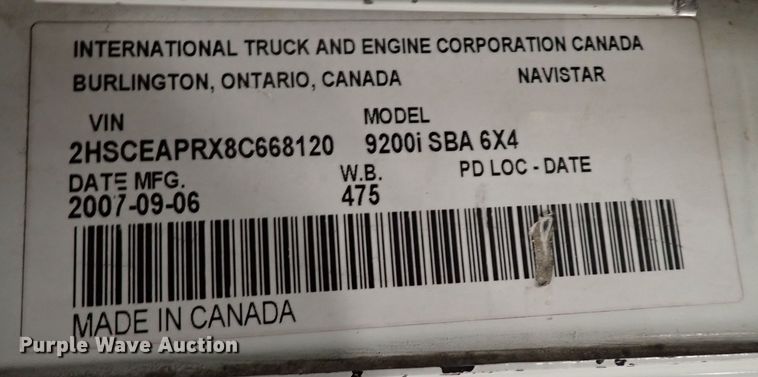 INTERNATIONAL TRUCK AND ENGINE CORPORATION CANADA
BURLINGTON, ONTARIO, CANADA NAVISTAR
VIN MODEL
2HSCEAPRX8C668120 9200i SBA 6X4
DATE MFG. W.B. PD LOC - DATE
2007-09-06 475
MADE IN CANADA
Purple Wave Auction